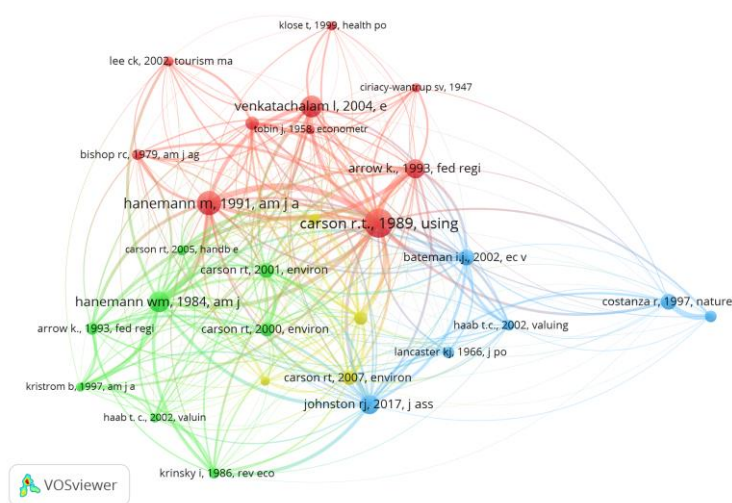 klose t, 1999, health po
lee ck, 2002, tourism ma
ciriacy-wantrup sv, 1947
venkatachalam l, 2004, e
tobin j, 1958, econometr
bishop rc, 1979, am j ag
arrow k., 1993, fed regi
hanemann m, 1991, am j a
carson r.t., 1989, using
carson rt, 2005, handb e
bateman i.j., 2002, ec v
carson rt, 2001, environ
hanemann wm, 1984, am j
costanza r, 1997, nature
arrow k., 1993, fed regi
carson rt, 2000, environ
haab t.c., 2002, valuing
lancaster kj, 1966, j po
carson rt, 2007, environ
kristrom b, 1997, am j a
johnston rj, 2017, j ass
haab t. c., 2002, valuin
krinsky i, 1986, rev eco
VOSviewer